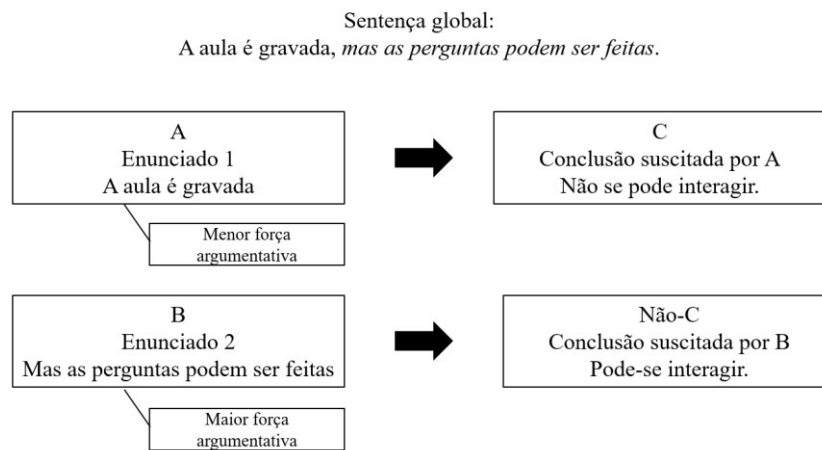 Sentença global:
A aula é gravada, mas as perguntas podem ser feitas.
A
Enunciado 1
A aula é gravada
C
Conclusão suscitada por A
Não se pode interagir.
Menor força
argumentativa
B
Enunciado 2
Mas as perguntas podem ser feitas
Não-C
Conclusão suscitada por B
Pode-se interagir.
Maior força
argumentativa